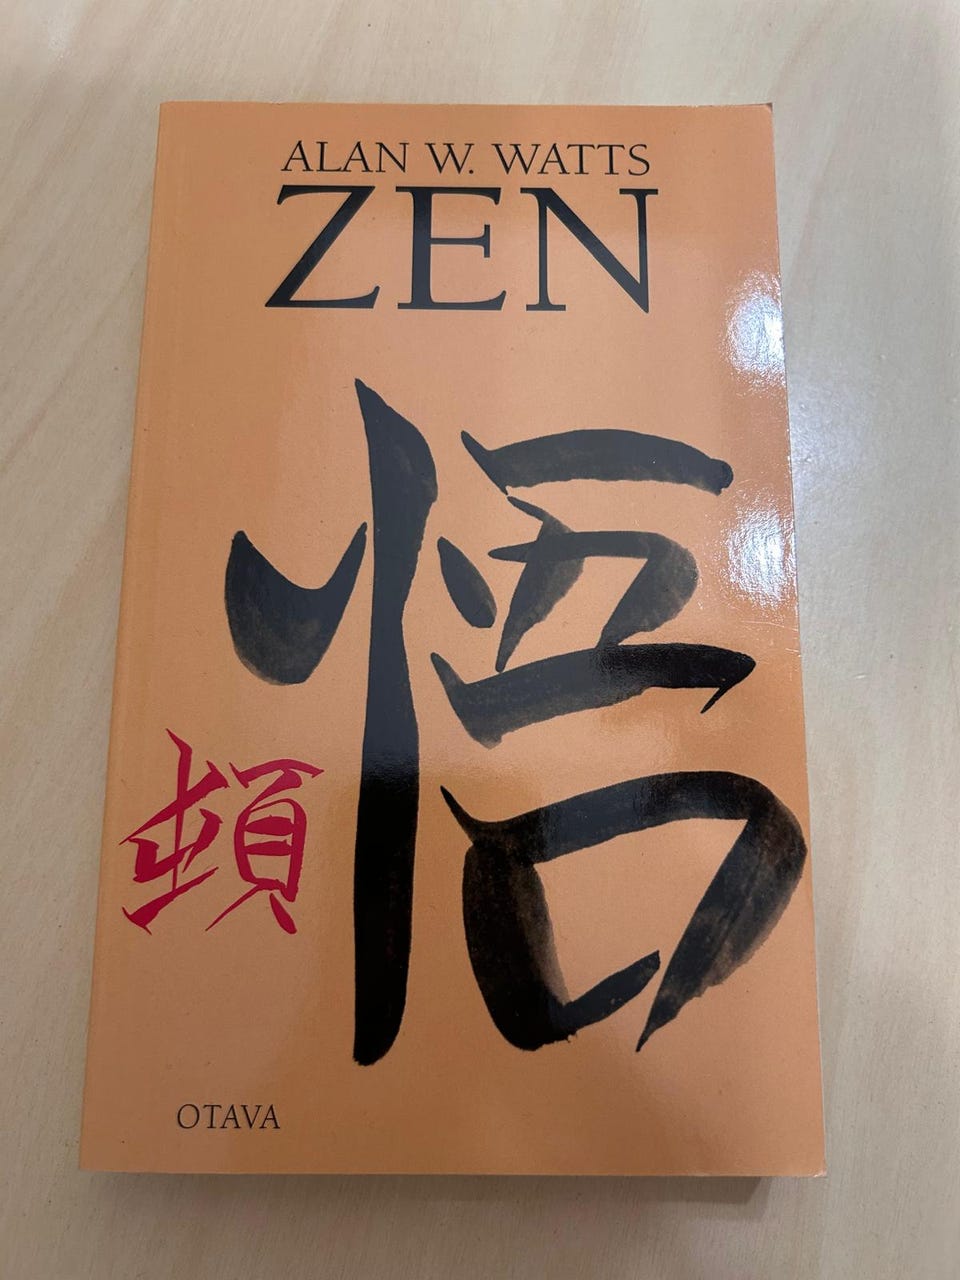 ALAN W. WATTS
ZEN
悟
頓
OTAVA